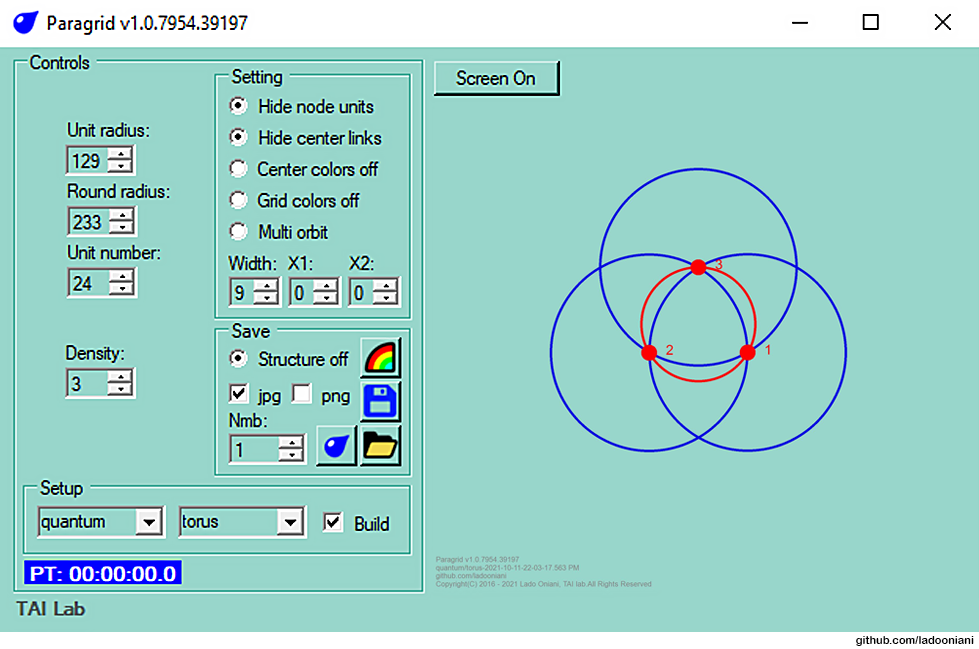 Paragrid v1.0.7954.39197
Controls
Unit radius:
129
Round radius:
233
Unit number:
24
Density:
3
Setting
Hide node units
Hide center links
Center colors off
Grid colors off
Multi orbit
Width: X1: X2:
9 0 0
Save
Structure off
jpg png
Nmb:
1
Setup
quantum torus Build
PT: 00:00:00.0
TAI Lab
Screen On
3
2 1
Paragrid v1.0.7954.39197
quantum/torus-2021-10-11-22-03-17.563 PM
github.com/ladooniani
Copyright(C) 2016 - 2021 Lado Oniani, TAI lab.All Rights Reserved
github.com/ladooniani